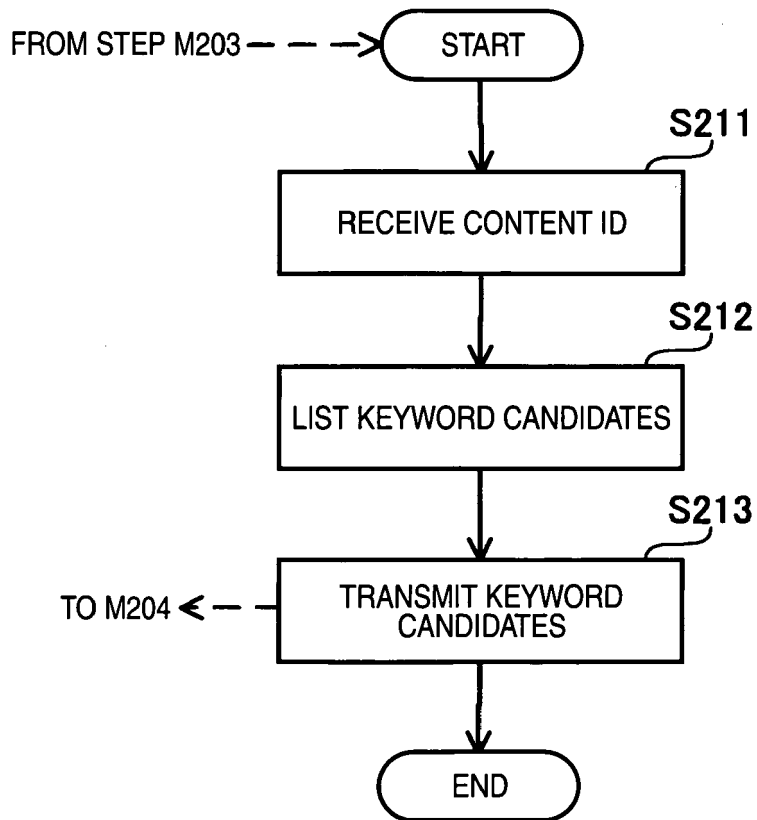 FROM STEP M203
START
S211
RECEIVE CONTENT ID
S212
LIST KEYWORD CANDIDATES
S213
TRANSMIT KEYWORD
CANDIDATES
TO M204
END